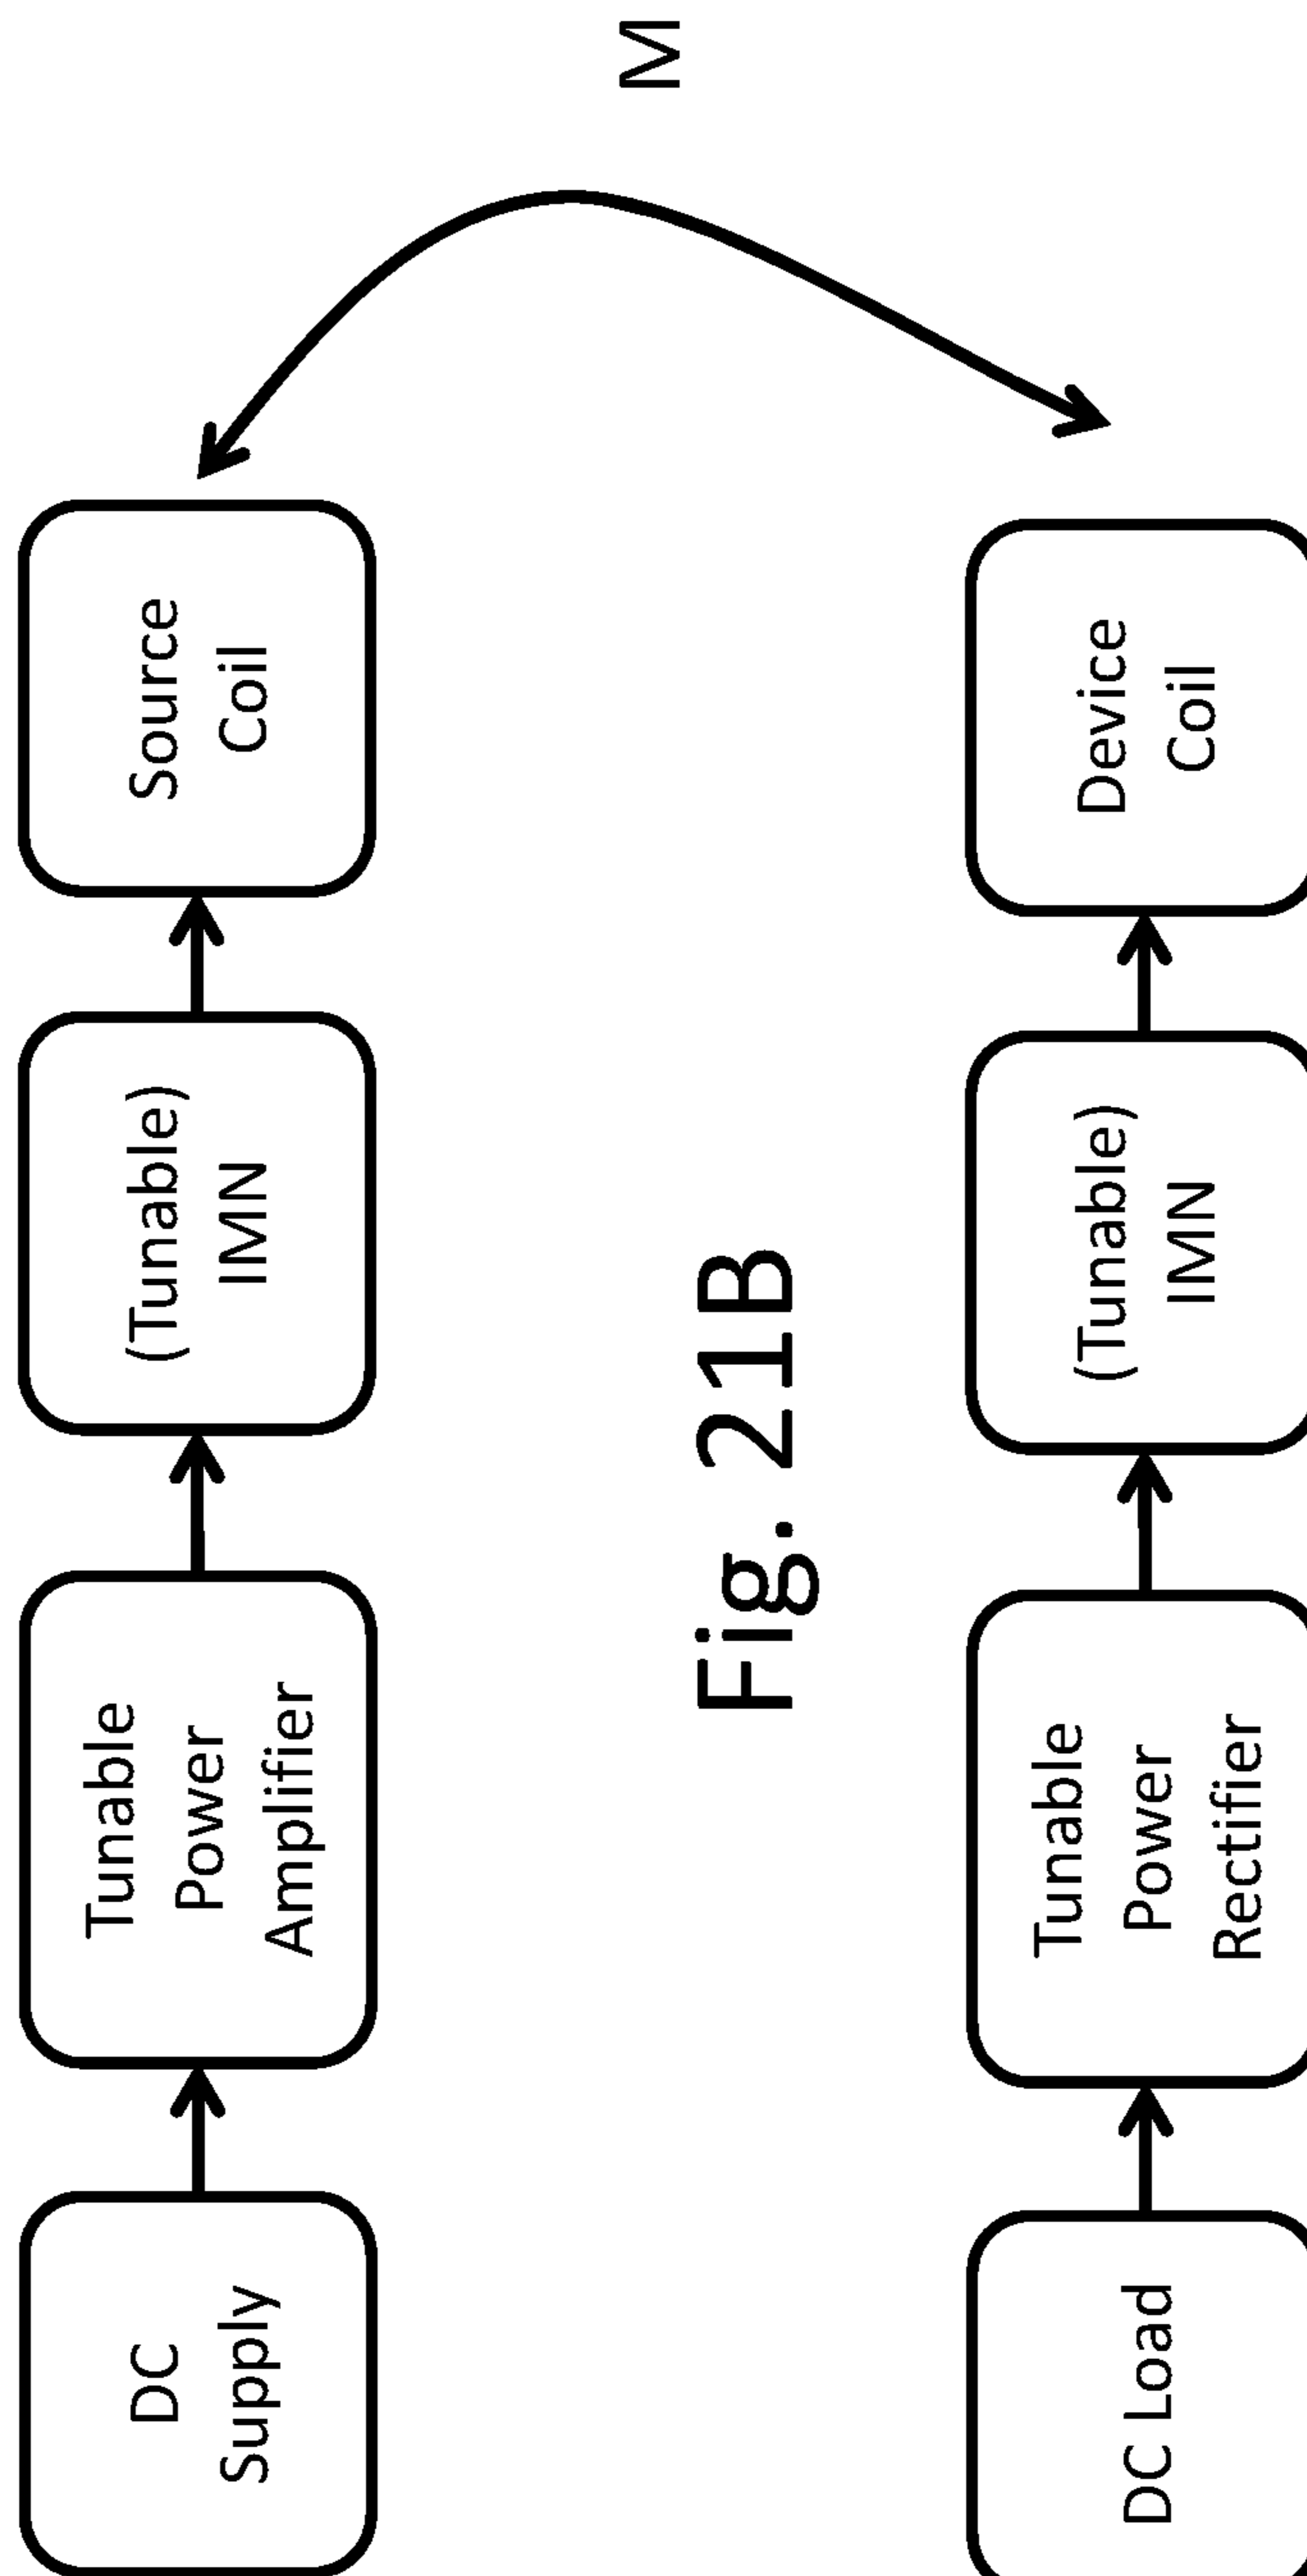 DC
Supply
Tunable
Power
Amplifier
(Tunable)
IMN
Source
Coil
M
Fig. 21B
DC Load
Tunable
Power
Rectifier
(Tunable)
IMN
Device
Coil